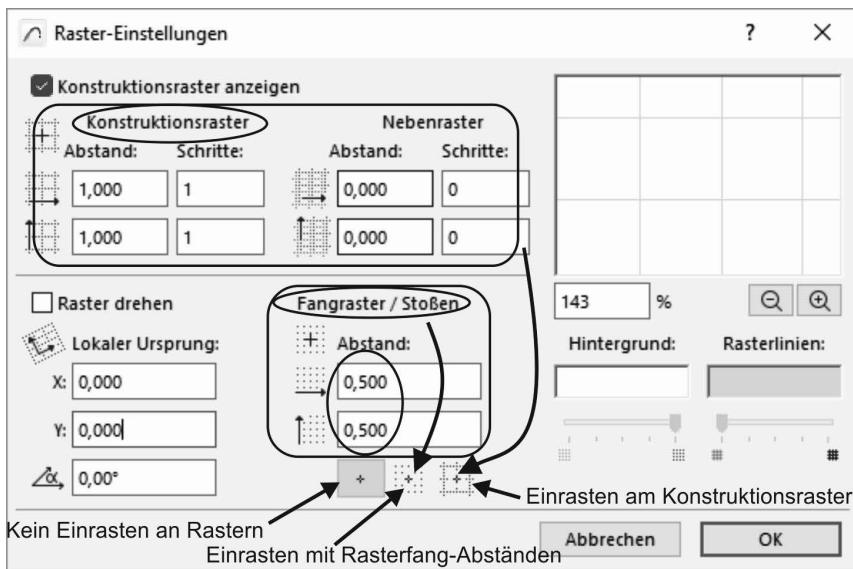 Raster-Einstellungen ? ×
Konstruktionsraster anzeigen
Konstruktionsraster Nebenraster
Abstand: Schritte: Abstand: Schritte:
1,000 1 0,000 0
1,000 1 0,000 0
Raster drehen
Lokaler Ursprung:
X: 0,000
Y: 0,000
α 0,00°
Fangraster / Stoßen
Abstand:
0,500
0,500
143 %
Hintergrund: Rasterlinien:
Kein Einrasten an Rastern
Einrasten mit Rasterfang-Abständen
Einrasten am Konstruktionsraster
Abbrechen OK